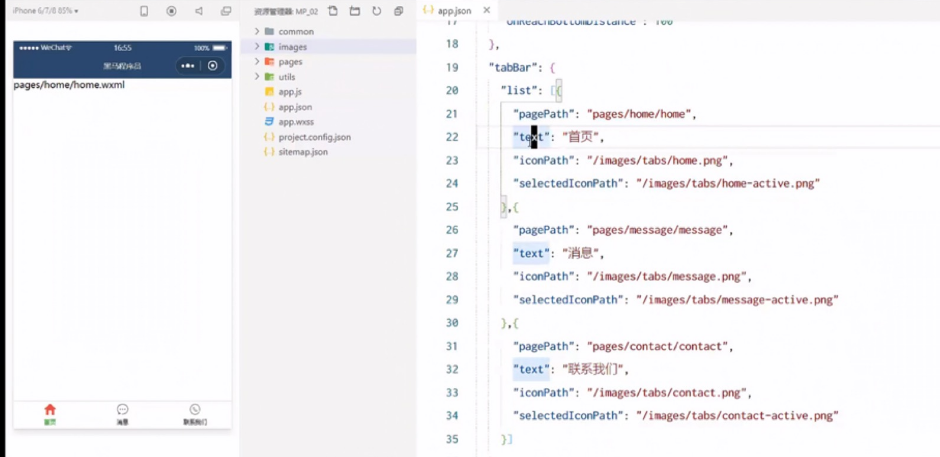 iPhone 6/7/8 85%
WeChat
16:55
100%
黑马程序员
pages/home/home.wxml
首页
消息
联系我们
资源管理器: MP_02
common
images
pages
utils
app.js
app.json
app.wxss
project.config.json
sitemap.json
app.json
17 "onReachBottomDistance": 100
18 },
19 "tabBar": {
20 "list": [{
21 "pagePath": "pages/home/home",
22 "text": "首页",
23 "iconPath": "/images/tabs/home.png",
24 "selectedIconPath": "/images/tabs/home-active.png"
25 },{
26 "pagePath": "pages/message/message",
27 "text": "消息",
28 "iconPath": "/images/tabs/message.png",
29 "selectedIconPath": "/images/tabs/message-active.png"
30 },{
31 "pagePath": "pages/contact/contact",
32 "text": "联系我们",
33 "iconPath": "/images/tabs/contact.png",
34 "selectedIconPath": "/images/tabs/contact-active.png"
35 }]